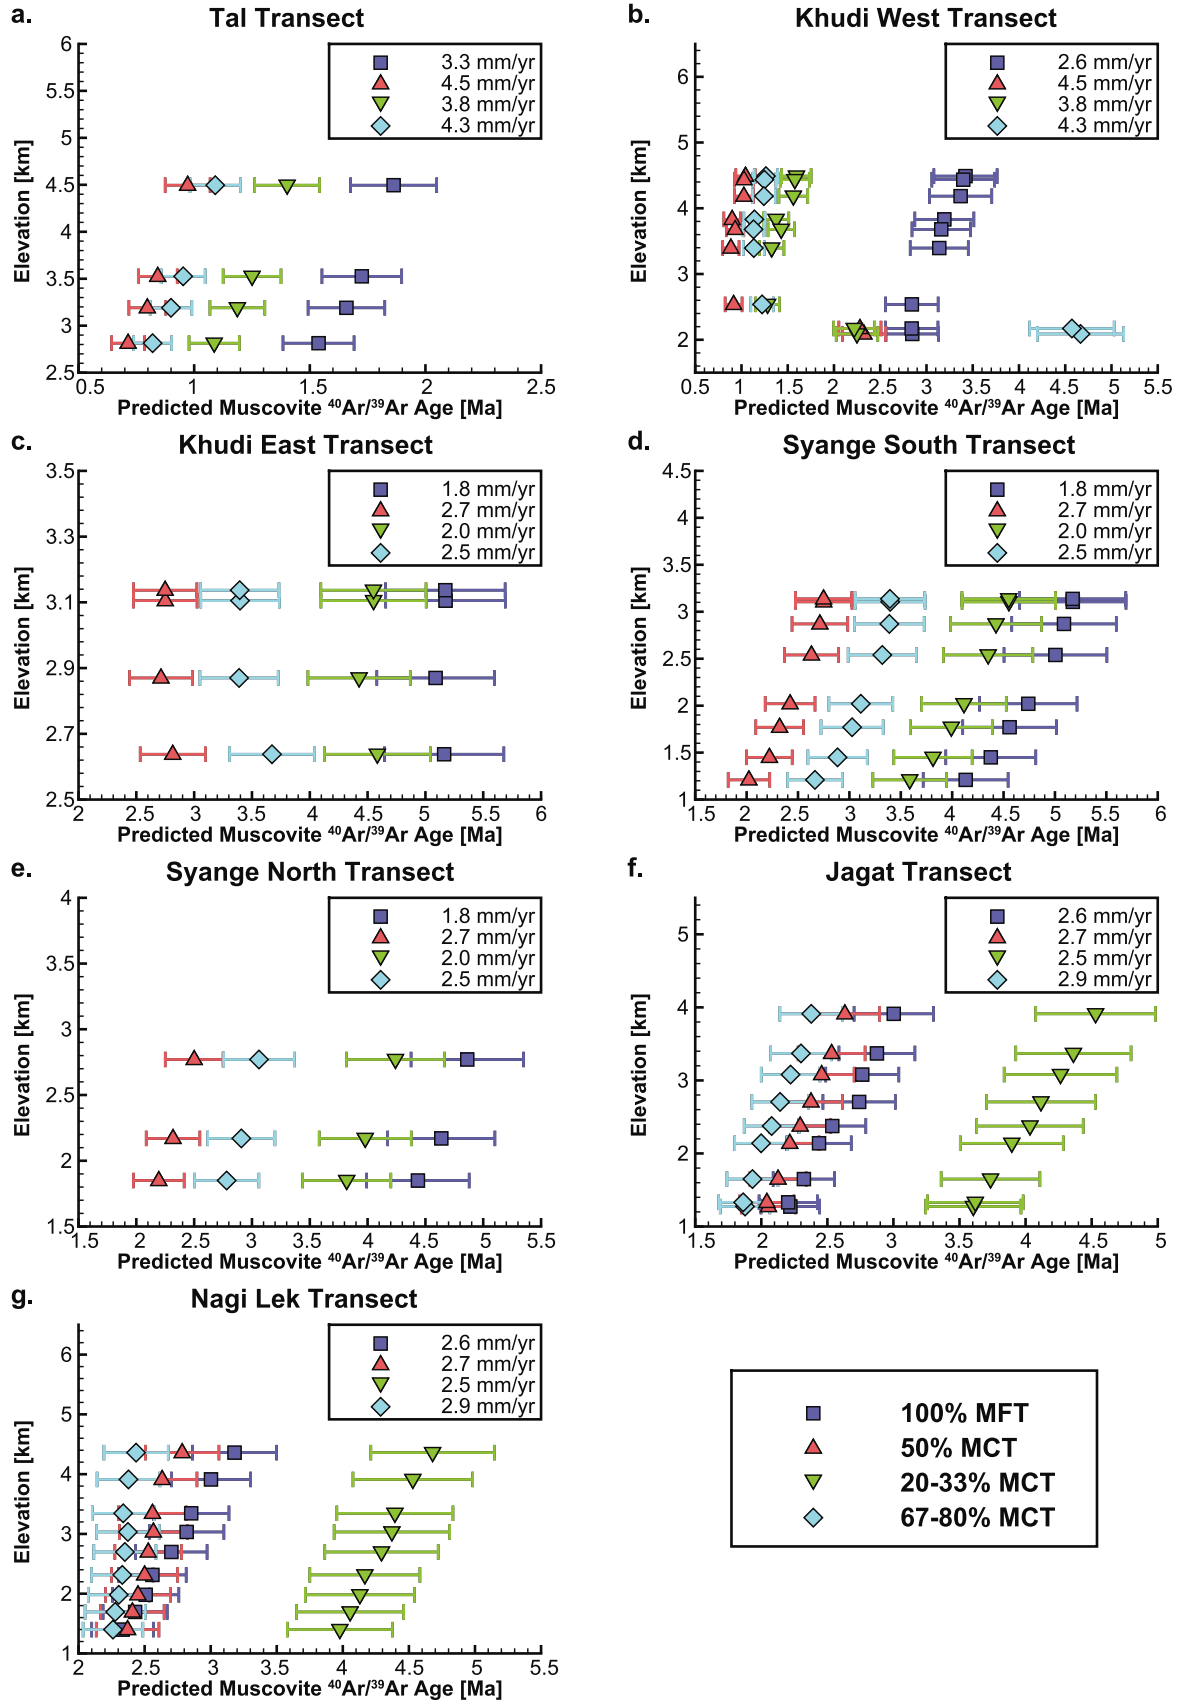 a. Tal Transect
3.3 mm/yr
4.5 mm/yr
3.8 mm/yr
4.3 mm/yr
Elevation [km]
6
5.5
5
4.5
4
3.5
3
2.5
0.5 1 1.5 2 2.5
Predicted Muscovite ⁴⁰Ar/³⁹Ar Age [Ma]
b. Khudi West Transect
2.6 mm/yr
4.5 mm/yr
3.8 mm/yr
4.3 mm/yr
Elevation [km]
6
5
4
3
2
0.5 1 1.5 2 2.5 3 3.5 4 4.5 5 5.5
Predicted Muscovite ⁴⁰Ar/³⁹Ar Age [Ma]
c. Khudi East Transect
1.8 mm/yr
2.7 mm/yr
2.0 mm/yr
2.5 mm/yr
Elevation [km]
3.5
3.3
3.1
2.9
2.7
2.5
2 2.5 3 3.5 4 4.5 5 5.5 6
Predicted Muscovite ⁴⁰Ar/³⁹Ar Age [Ma]
d. Syange South Transect
1.8 mm/yr
2.7 mm/yr
2.0 mm/yr
2.5 mm/yr
Elevation [km]
4.5
4
3.5
3
2.5
2
1.5
1
1.5 2 2.5 3 3.5 4 4.5 5 5.5 6
Predicted Muscovite ⁴⁰Ar/³⁹Ar Age [Ma]
e. Syange North Transect
1.8 mm/yr
2.7 mm/yr
2.0 mm/yr
2.5 mm/yr
Elevation [km]
4
3.5
3
2.5
2
1.5
1.5 2 2.5 3 3.5 4 4.5 5 5.5
Predicted Muscovite ⁴⁰Ar/³⁹Ar Age [Ma]
f. Jagat Transect
2.6 mm/yr
2.7 mm/yr
2.5 mm/yr
2.9 mm/yr
Elevation [km]
5
4
3
2
1
1.5 2 2.5 3 3.5 4 4.5 5
Predicted Muscovite ⁴⁰Ar/³⁹Ar Age [Ma]
g. Nagi Lek Transect
2.6 mm/yr
2.7 mm/yr
2.5 mm/yr
2.9 mm/yr
Elevation [km]
6
5
4
3
2
1
2 2.5 3 3.5 4 4.5 5 5.5
Predicted Muscovite ⁴⁰Ar/³⁹Ar Age [Ma]
100% MFT
50% MCT
20-33% MCT
67-80% MCT